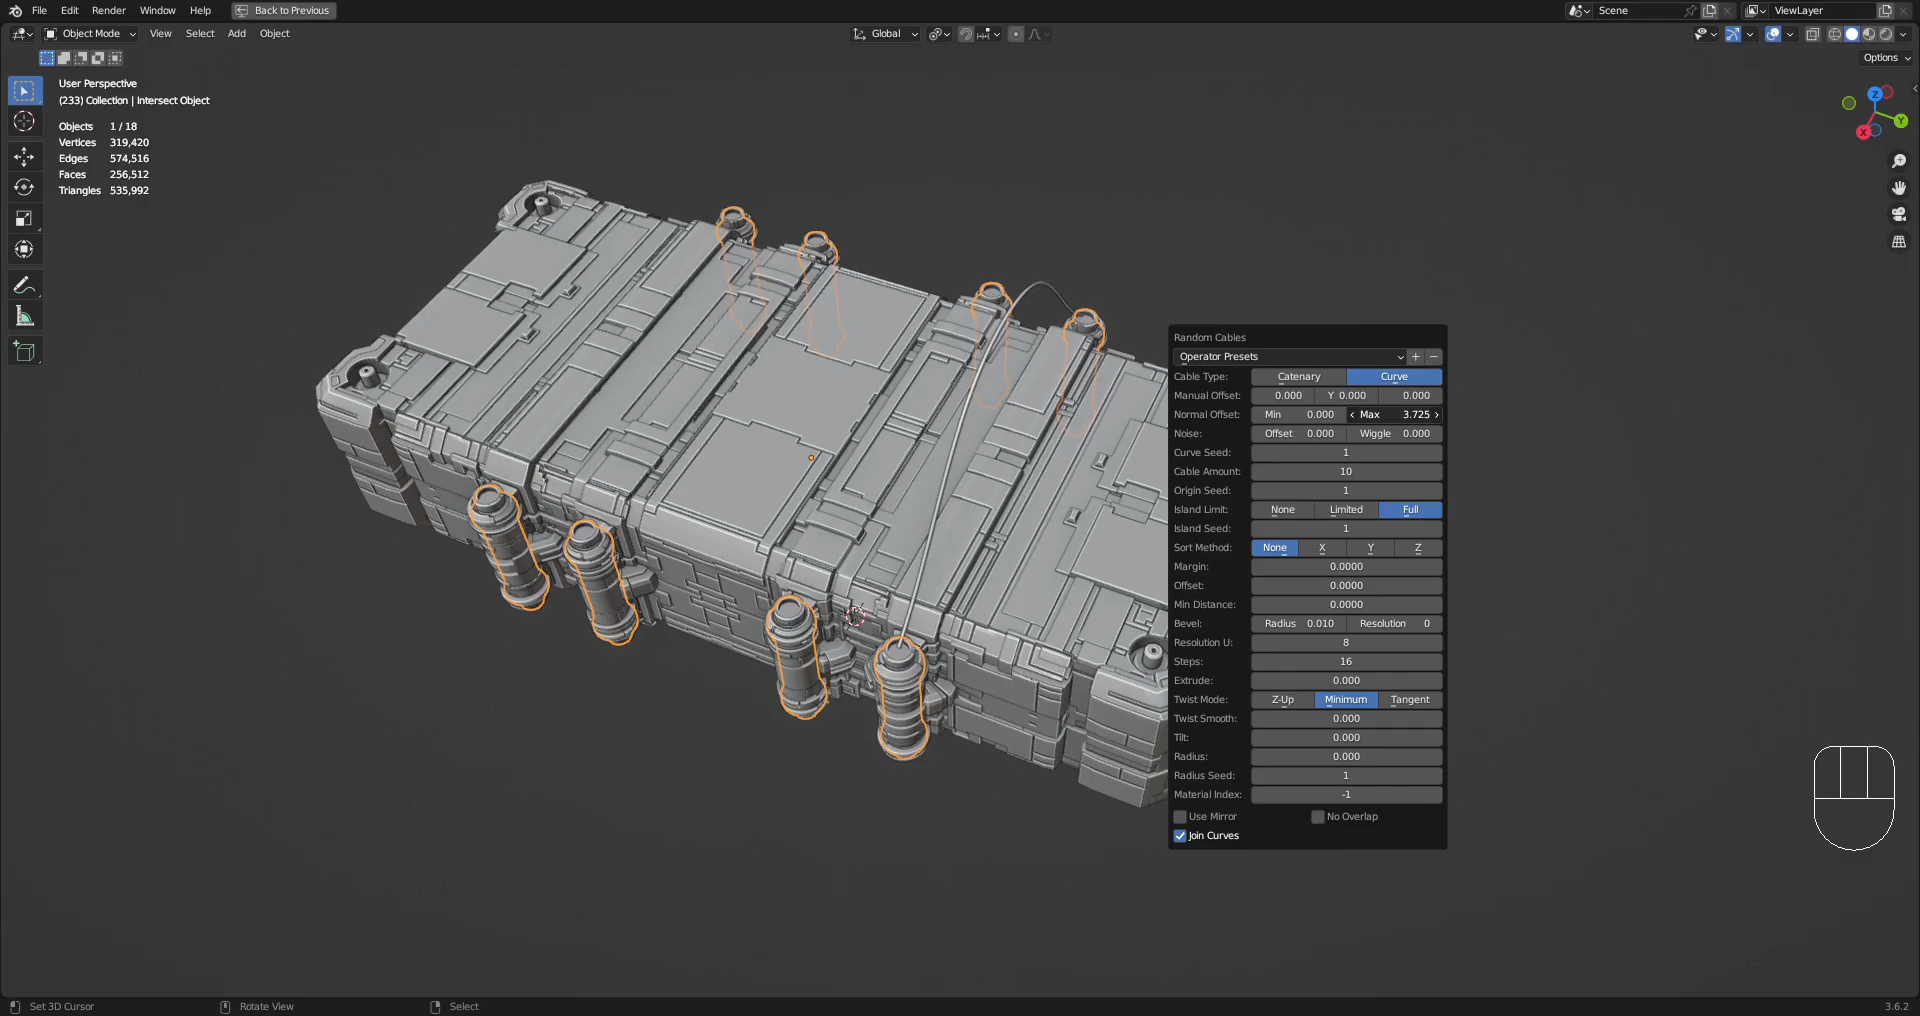 File Edit Render Window Help Back to Previous Scene ViewLayer
Object Mode View Select Add Object Global
Options
User Perspective
(233) Collection | Intersect Object
Objects 1 / 18
Vertices 319,420
Edges 574,516
Faces 256,512
Triangles 535,992
Z
Y
X
Random Cables
Operator Presets
Cable Type: Catenary Curve
Manual Offset: 0.000 Y 0.000 0.000
Normal Offset: Min 0.000 Max 3.725
Noise: Offset 0.000 Wiggle 0.000
Curve Seed: 1
Cable Amount: 10
Origin Seed: 1
Island Limit: None Limited Full
Island Seed: 1
Sort Method: None X Y Z
Margin: 0.0000
Offset: 0.0000
Min Distance: 0.0000
Bevel: Radius 0.010 Resolution 0
Resolution U: 8
Steps: 16
Extrude: 0.000
Twist Mode: Z-Up Minimum Tangent
Twist Smooth: 0.000
Tilt: 0.000
Radius: 0.000
Radius Seed: 1
Material Index: -1
Use Mirror No Overlap
Join Curves
Set 3D Cursor Rotate View Select 3.6.2